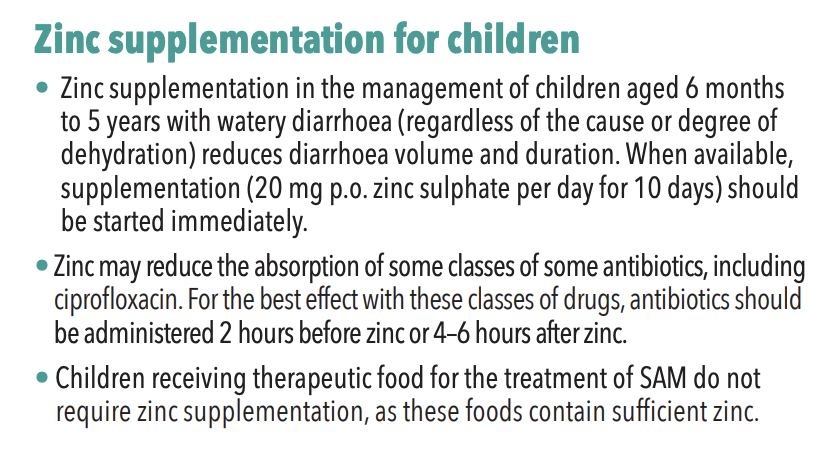 Zinc supplementation for children
• Zinc supplementation in the management of children aged 6 months
to 5 years with watery diarrhoea (regardless of the cause or degree of
dehydration) reduces diarrhoea volume and duration. When available,
supplementation (20 mg p.o. zinc sulphate per day for 10 days) should
be started immediately.
• Zinc may reduce the absorption of some classes of some antibiotics, including
ciprofloxacin. For the best effect with these classes of drugs, antibiotics should
be administered 2 hours before zinc or 4–6 hours after zinc.
• Children receiving therapeutic food for the treatment of SAM do not
require zinc supplementation, as these foods contain sufficient zinc.